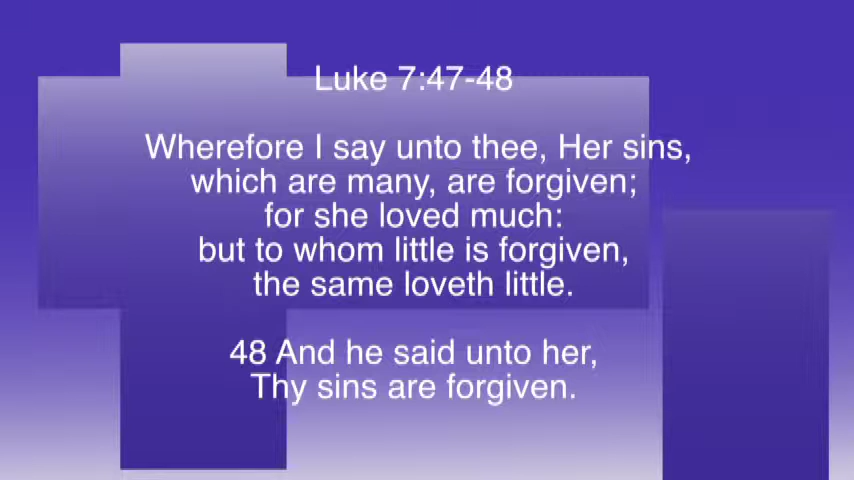 Luke 7:47-48
Wherefore I say unto thee, Her sins,
which are many, are forgiven;
for she loved much:
but to whom little is forgiven,
the same loveth little.
48 And he said unto her,
Thy sins are forgiven.